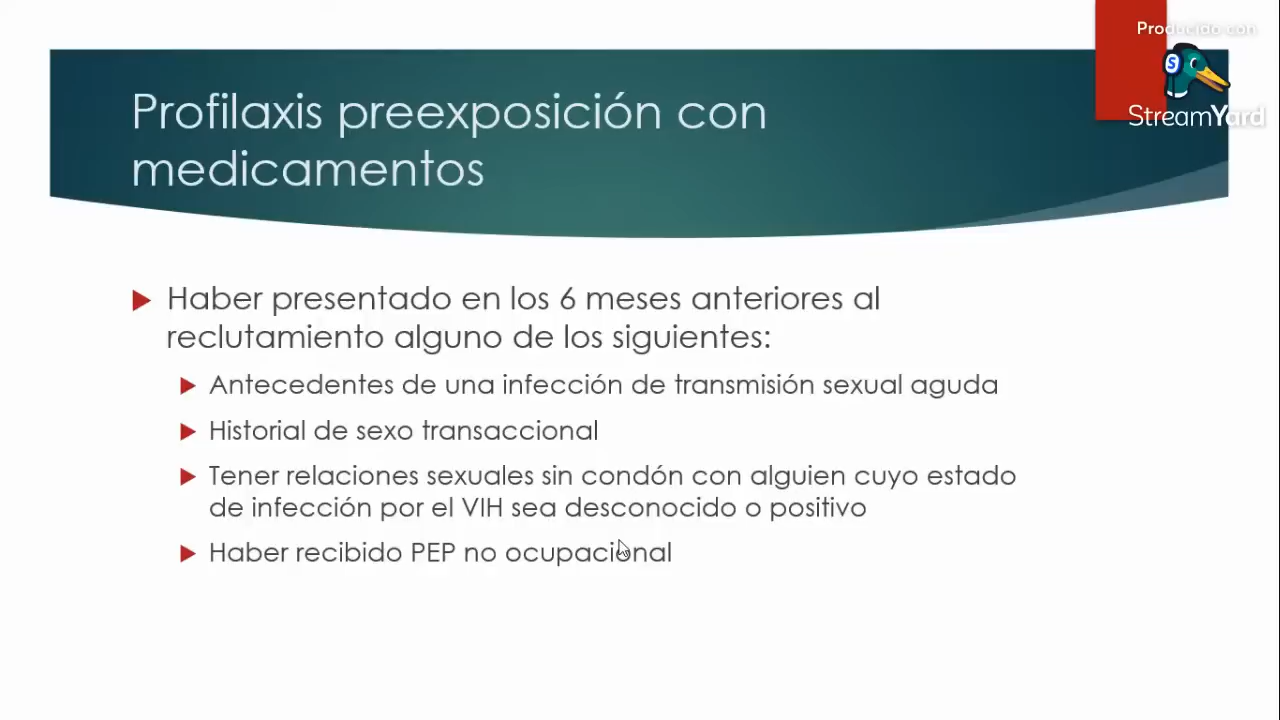 Producido con
StreamYard
Profilaxis preexposición con
medicamentos
Haber presentado en los 6 meses anteriores al
reclutamiento alguno de los siguientes:
Antecedentes de una infección de transmisión sexual aguda
Historial de sexo transaccional
Tener relaciones sexuales sin condón con alguien cuyo estado
de infección por el VIH sea desconocido o positivo
Haber recibido PEP no ocupacional